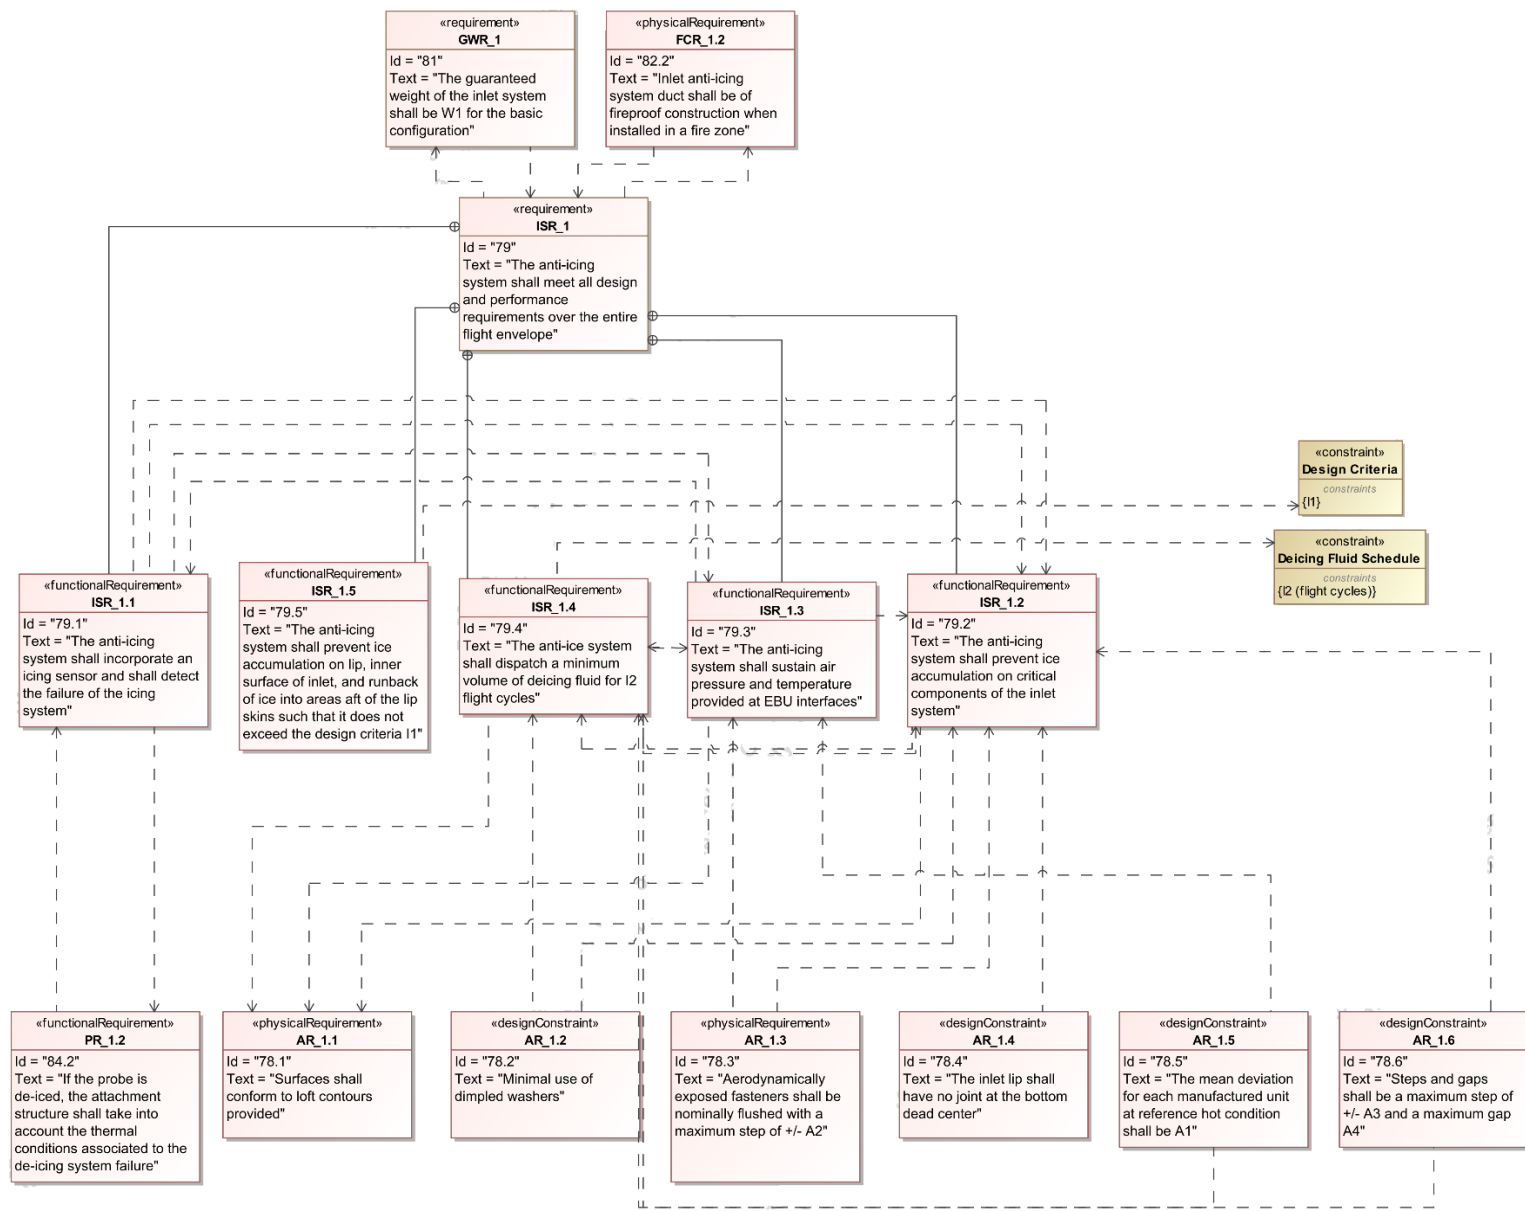 «requirement»
GWR_1
Id = "81"
Text = "The guaranteed
weight of the inlet system
shall be W1 for the basic
configuration"
«physicalRequirement»
FCR_1.2
Id = "82.2"
Text = "Inlet anti-icing
system duct shall be of
fireproof construction when
installed in a fire zone"
«requirement»
ISR_1
Id = "79"
Text = "The anti-icing
system shall meet all design
and performance
requirements over the entire
flight envelope"
«constraint»
Design Criteria
constraints
{I1}
«constraint»
Deicing Fluid Schedule
constraints
{I2 (flight cycles)}
«functionalRequirement»
ISR_1.1
Id = "79.1"
Text = "The anti-icing
system shall incorporate an
icing sensor and shall detect
the failure of the icing
system"
«functionalRequirement»
ISR_1.5
Id = "79.5"
Text = "The anti-icing
system shall prevent ice
accumulation on lip, inner
surface of inlet, and runback
of ice into areas aft of the lip
skins such that it does not
exceed the design criteria I1"
«functionalRequirement»
ISR_1.4
Id = "79.4"
Text = "The anti-ice system
shall dispatch a minimum
volume of deicing fluid for I2
flight cycles"
«functionalRequirement»
ISR_1.3
Id = "79.3"
Text = "The anti-icing
system shall sustain air
pressure and temperature
provided at EBU interfaces"
«functionalRequirement»
ISR_1.2
Id = "79.2"
Text = "The anti-icing
system shall prevent ice
accumulation on critical
components of the inlet
system"
«functionalRequirement»
PR_1.2
Id = "84.2"
Text = "If the probe is
de-iced, the attachment
structure shall take into
account the thermal
conditions associated to the
de-icing system failure"
«physicalRequirement»
AR_1.1
Id = "78.1"
Text = "Surfaces shall
conform to loft contours
provided"
«designConstraint»
AR_1.2
Id = "78.2"
Text = "Minimal use of
dimpled washers"
«physicalRequirement»
AR_1.3
Id = "78.3"
Text = "Aerodynamically
exposed fasteners shall be
nominally flushed with a
maximum step of +/- A2"
«designConstraint»
AR_1.4
Id = "78.4"
Text = "The inlet lip shall
have no joint at the bottom
dead center"
«designConstraint»
AR_1.5
Id = "78.5"
Text = "The mean deviation
for each manufactured unit
at reference hot condition
shall be A1"
«designConstraint»
AR_1.6
Id = "78.6"
Text = "Steps and gaps
shall be a maximum step of
+/- A3 and a maximum gap
A4"